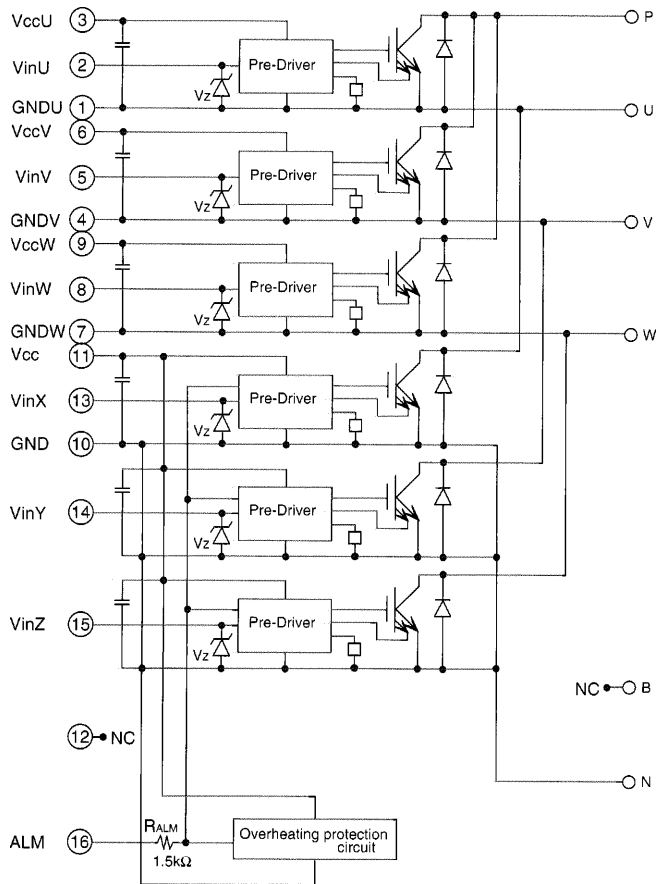 VccU 3 P
VinU 2 Pre-Driver
Vz
GNDU 1 U
VccV 6
VinV 5 Pre-Driver
Vz
GNDV 4 V
VccW 9
VinW 8 Pre-Driver
Vz
GNDW 7 W
Vcc 11
VinX 13 Pre-Driver
Vz
GND 10
VinY 14 Pre-Driver
Vz
VinZ 15 Pre-Driver
Vz
NC B
12 NC
N
RALM
ALM 16
1.5kΩ
Overheating protection
circuit